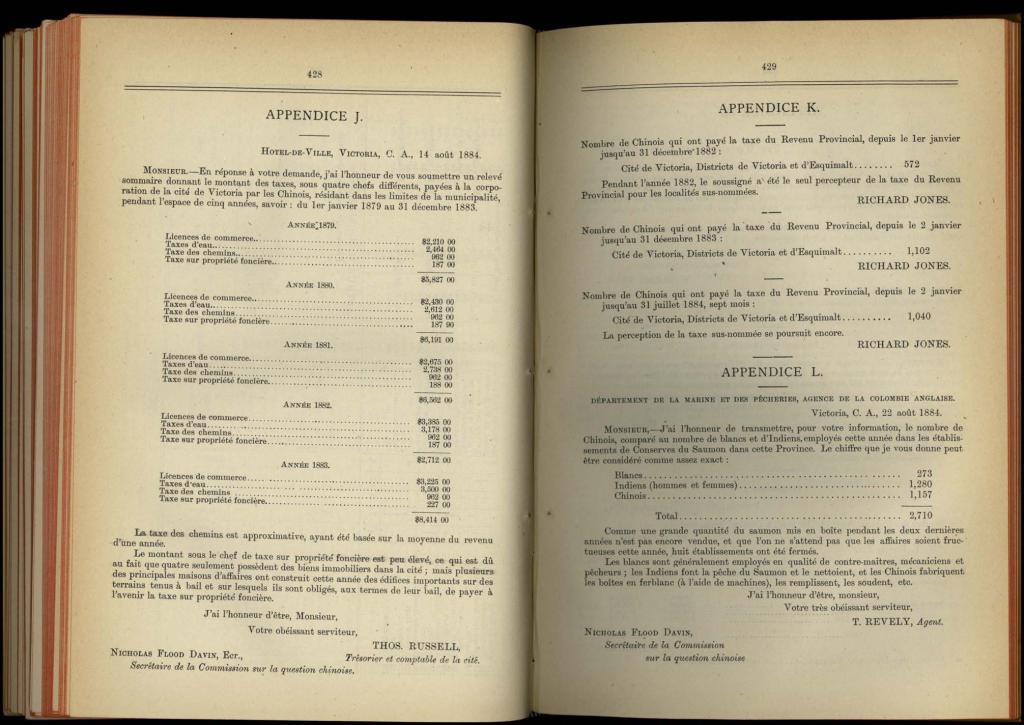 428
APPENDICE J.
HOTEL-DE-VILLE, VICTORIA, C. A., 14 août 1884.
MONSIEUR.—En réponse à votre demande, j'ai l'honneur de vous soumettre un relevé
sommaire donnant le montant des taxes, sous quatre chefs différents, payées à la corpo-
ration de la cité de Victoria par les Chinois, résidant dans les limites de la municipalité,
pendant l'espace de cinq années, savoir : du 1er janvier 1879 au 31 décembre 1883.
ANNÉE 1879.
Licences de commerce.. $2,210 00
Taxes d'eau.. 2,464 00
Taxe des chemins.. 962 00
Taxe sur propriété foncière.. 187 00
$5,827 00
ANNÉE 1880.
Licences de commerce.. $2,430 00
Taxes d'eau.. 2,612 00
Taxe des chemins.. 962 00
Taxe sur propriété foncière.. 187 90
$6,191 00
ANNÉE 1881.
Licences de commerce.. $2,675 00
Taxes d'eau.. 2,738 00
Taxe des chemins.. 962 00
Taxe sur propriété foncière.. 188 00
$6,562 00
ANNÉE 1882.
Licences de commerce.. $3,385 00
Taxes d'eau.. 3,178 00
Taxe des chemins.. 962 00
Taxe sur propriété foncière.. 187 00
$2,712 00
ANNÉE 1883.
Licences de commerce.. $3,225 00
Taxes d'eau.. 3,500 00
Taxe des chemins.. 962 00
Taxe sur propriété foncière.. 227 00
$8,414 00
La taxe des chemins est approximative, ayant été basée sur la moyenne du revenu
d'une année.
Le montant sous le chef de taxe sur propriété foncière est peu élevé, ce qui est dû
au fait que quatre seulement possèdent des biens immobiliers dans la cité ; mais plusieurs
des principales maisons d'affaires ont construit cette année des édifices importants sur des
terrains tenus à bail et sur lesquels ils sont obligés, aux termes de leur bail, de payer à
l'avenir la taxe sur propriété foncière.
J'ai l'honneur d'être, Monsieur,
Votre obéissant serviteur,
THOS. RUSSELL,
NICHOLAS FLOOD DAVIN, Ecr., Trésorier et comptable de la cité.
Secrétaire de la Commission sur la question chinoise.
429
APPENDICE K.
Nombre de Chinois qui ont payé la taxe du Revenu Provincial, depuis le 1er janvier
jusqu'au 31 décembre 1882 :
Cité de Victoria, Districts de Victoria et d'Esquimalt........ 572
Pendant l'année 1882, le soussigné a été le seul percepteur de la taxe du Revenu
Provincial pour les localités sus-nommées.
RICHARD JONES.
Nombre de Chinois qui ont payé la taxe du Revenu Provincial, depuis le 2 janvier
jusqu'au 31 décembre 1883 :
Cité de Victoria, Districts de Victoria et d'Esquimalt.......... 1,102
RICHARD JONES.
Nombre de Chinois qui ont payé la taxe du Revenu Provincial, depuis le 2 janvier
jusqu'au 31 juillet 1884, sept mois :
Cité de Victoria, Districts de Victoria et d'Esquimalt.......... 1,040
La perception de la taxe sus-nommée se poursuit encore.
RICHARD JONES.
APPENDICE L.
DÉPARTEMENT DE LA MARINE ET DES PÊCHERIES, AGENCE DE LA COLOMBIE ANGLAISE.
Victoria, C. A., 22 août 1884.
MONSIEUR,—J'ai l'honneur de transmettre, pour votre information, le nombre de
Chinois, comparé au nombre de blancs et d'Indiens, employés cette année dans les établis-
sements de Conserves du Saumon dans cette Province. Le chiffre que je vous donne peut
être considéré comme assez exact :
Blancs.. 273
Indiens (hommes et femmes).. 1,280
Chinois.. 1,157
Total.. 2,710
Comme une grande quantité du saumon mis en boîte pendant les deux dernières
années n'est pas encore vendue, et que l'on ne s'attend pas que les affaires soient fruc-
tueuses cette année, huit établissements ont été fermés.
Les blancs sont généralement employés en qualité de contre-maitres, mécaniciens et
pêcheurs ; les Indiens font la pêche du Saumon et le nettoient, et les Chinois fabriquent
les boîtes en ferblanc (à l'aide de machines), les remplissent, les soudent, etc.
J'ai l'honneur d'être, monsieur,
Votre très obéissant serviteur,
T. REVELY, Agent.
NICHOLAS FLOOD DAVIN,
Secrétaire de la Commission
sur la question chinoise